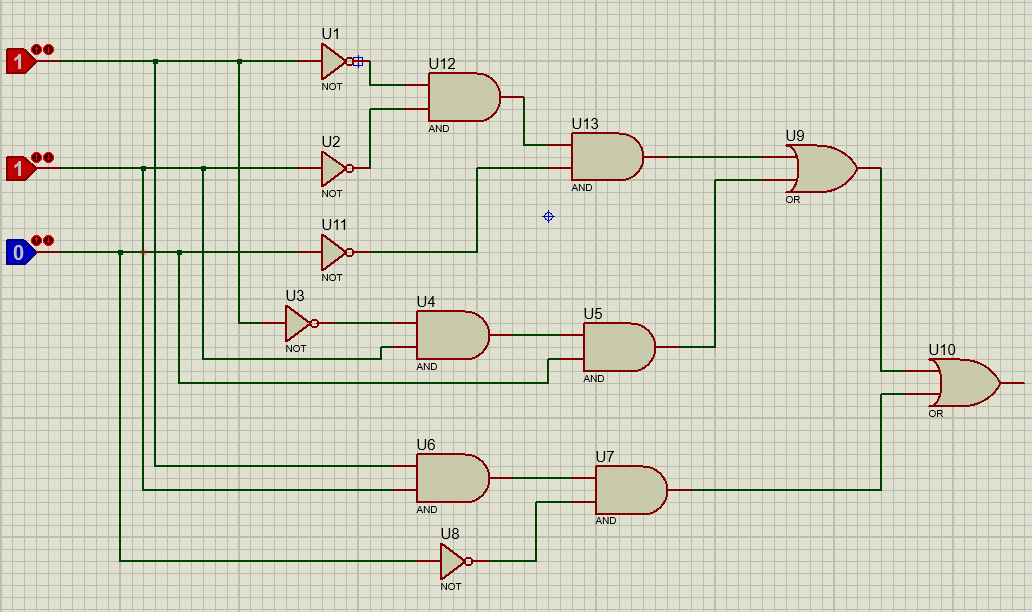 U1
1
NOT
U12
AND
U13
AND
U9
OR
U2
1
NOT
U11
0
NOT
U3
NOT
U4
AND
U5
AND
U10
OR
U6
AND
U7
AND
U8
NOT